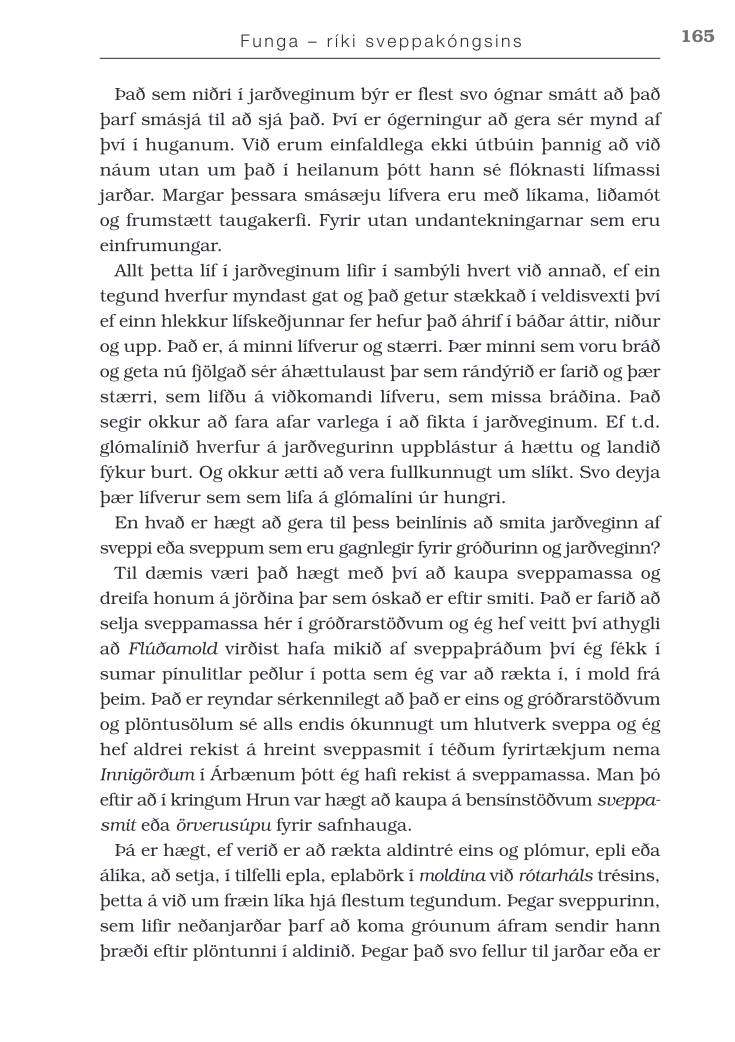 Funga – ríki sveppakóngsins
165
Það sem niðri í jarðveginum býr er flest svo ógnar smátt að það
þarf smásjá til að sjá það. Því er ógerningur að gera sér mynd af
því í huganum. Við erum einfaldlega ekki útbúin þannig að við
náum utan um það í heilanum þótt hann sé flóknasti lífmassi
jarðar. Margar þessara smásæju lífvera eru með líkama, liðamót
og frumstætt taugakerfi. Fyrir utan undantekningarnar sem eru
einfrumungar.
Allt þetta líf í jarðveginum lifir í sambýli hvert við annað, ef ein
tegund hverfur myndast gat og það getur stækkað í veldisvexti því
ef einn hlekkur lífskeðjunnar fer hefur það áhrif í báðar áttir, niður
og upp. Það er, á minni lífverur og stærri. Þær minni sem voru bráð
og geta nú fjölgað sér áhættulaust þar sem rándýrið er farið og þær
stærri, sem lifðu á viðkomandi lífveru, sem missa bráðina. Það
segir okkur að fara afar varlega í að fikta í jarðveginum. Ef t.d.
glómalínið hverfur á jarðvegurinn uppblástur á hættu og landið
fýkur burt. Og okkur ætti að vera fullkunnugt um slíkt. Svo deyja
þær lífverur sem sem lifa á glómalíni úr hungri.
En hvað er hægt að gera til þess beinlínis að smita jarðveginn af
sveppi eða sveppum sem eru gagnlegir fyrir gróðurinn og jarðveginn?
Til dæmis væri það hægt með því að kaupa sveppamassa og
dreifa honum á jörðina þar sem óskað er eftir smiti. Það er farið að
selja sveppamassa hér í gróðrarstöðvum og ég hef veitt því athygli
að Flúðamold virðist hafa mikið af sveppaþráðum því ég fékk í
sumar pínulitlar peðlur í potta sem ég var að rækta í, í mold frá
þeim. Það er reyndar sérkennilegt að það er eins og gróðrarstöðvum
og plöntusölum sé alls endis ókunnugt um hlutverk sveppa og ég
hef aldrei rekist á hreint sveppasmit í téðum fyrirtækjum nema
Innigörðum í Árbænum þótt ég hafi rekist á sveppamassa. Man þó
eftir að í kringum Hrun var hægt að kaupa á bensínstöðvum sveppa-
smit eða örverusúpu fyrir safnhauga.
Þá er hægt, ef verið er að rækta aldintré eins og plómur, epli eða
álíka, að setja, í tilfelli epla, eplabörk í moldina við rótarháls trésins,
þetta á við um fræin líka hjá flestum tegundum. Þegar sveppurinn,
sem lifir neðanjarðar þarf að koma gróunum áfram sendir hann
þræði eftir plöntunni í aldinið. Þegar það svo fellur til jarðar eða er